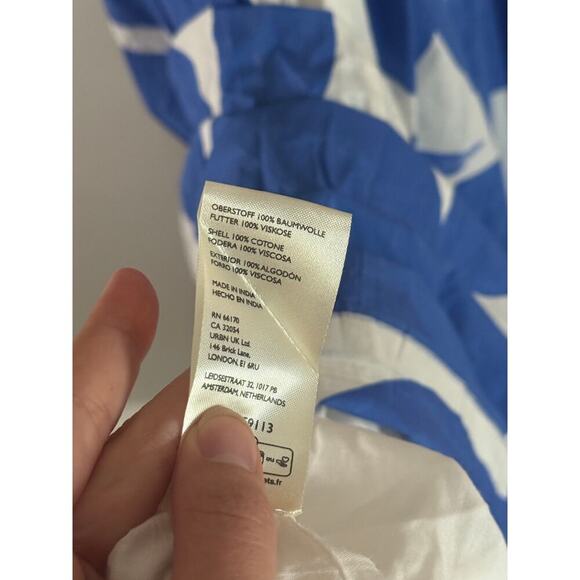 OBERSTOFF 100% BAUMWOLLE
FUTTER 100% VISKOSE
SHELL 100% COTONE
FODERA 100% VISCOSA
EXTERIOR 100% ALGODÓN
FORRO 100% VISCOSA
MADE IN INDIA
HECHO EN INDIA
RN 66170
CA 32054
URBN UK Ltd.
146 Brick Lane,
LONDON, E1 6RU
LEIDSESTRAAT 32, 1017 PB
AMSTERDAM, NETHERLANDS
59113